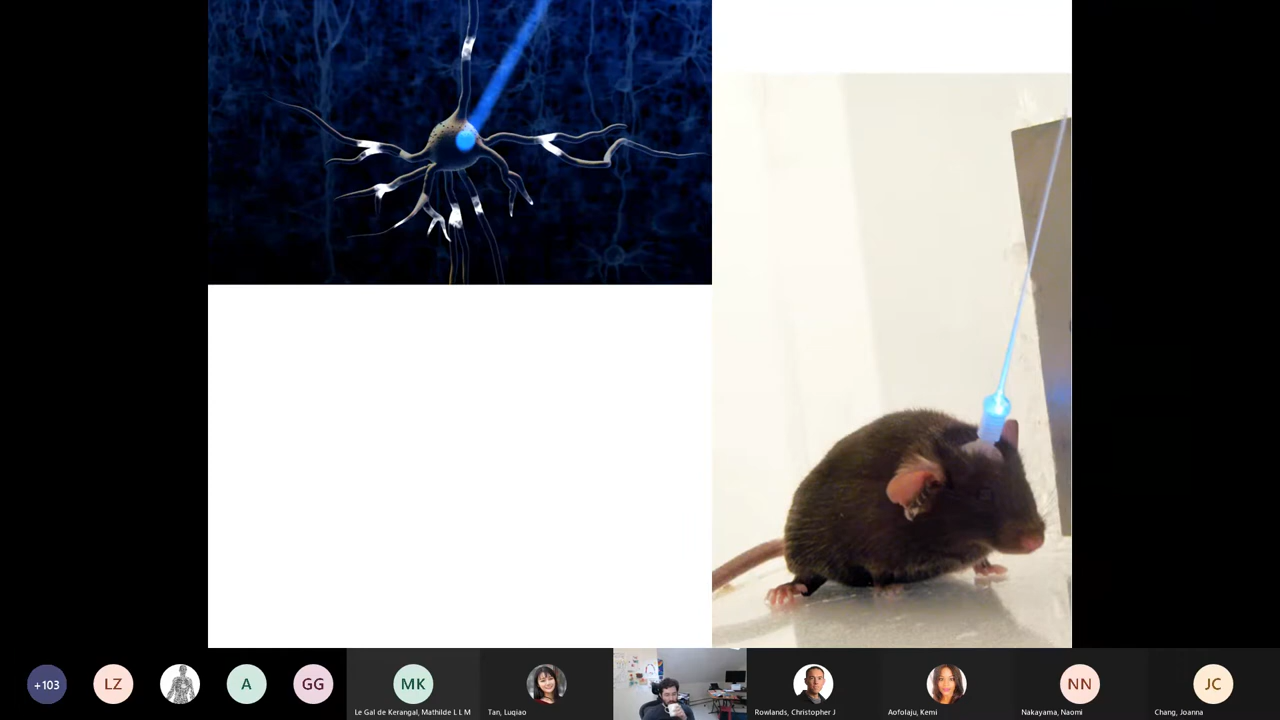 +103
LZ
A
GG
MK
Le Gal de Kerangal, Mathilde L L M
Tan, Luqiao
Rowlands, Christopher J
Aofolaju, Kemi
NN
Nakayama, Naomi
JC
Chang, Joanna